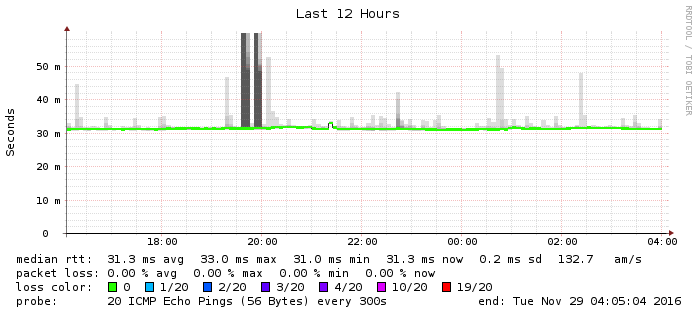 Last 12 Hours
RRDTOOL / TOBI OETIKER
Seconds
50 m
40 m
30 m
20 m
10 m
0
18:00 20:00 22:00 00:00 02:00 04:00
median rtt: 31.3 ms avg 33.0 ms max 31.0 ms min 31.3 ms now 0.2 ms sd 132.7 am/s
packet loss: 0.00 % avg 0.00 % max 0.00 % min 0.00 % now
loss color: 0 1/20 2/20 3/20 4/20 10/20 19/20
probe: 20 ICMP Echo Pings (56 Bytes) every 300s end: Tue Nov 29 04:05:04 2016